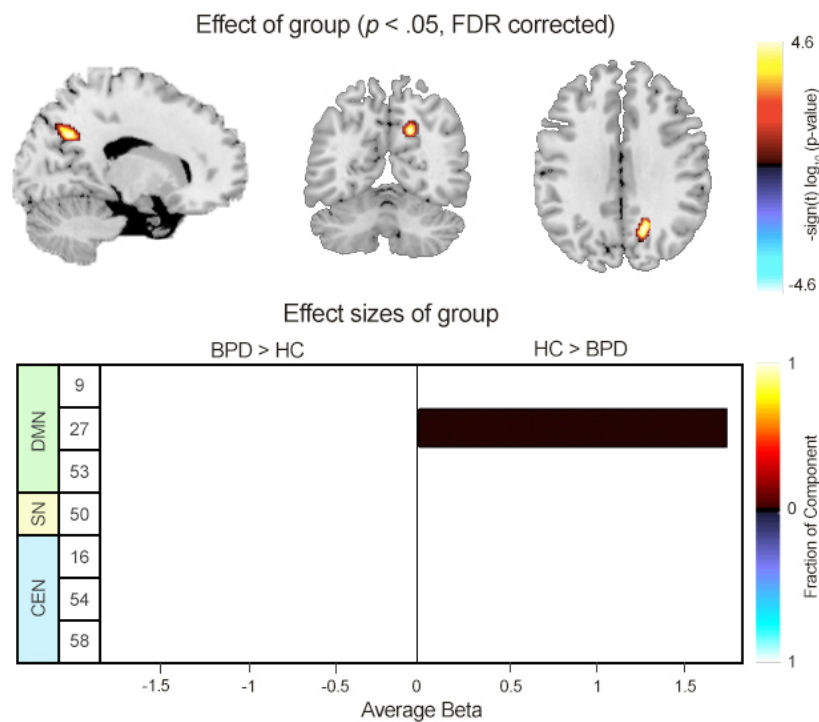 Effect of group (p < .05, FDR corrected)
4.6
-sign(t) log₁₀ (p-value)
-4.6
Effect sizes of group
BPD > HC
HC > BPD
DMN
9
27
53
SN
50
CEN
16
54
58
1
0
1
Fraction of Component
-1.5
-1
-0.5
0
0.5
1
1.5
Average Beta